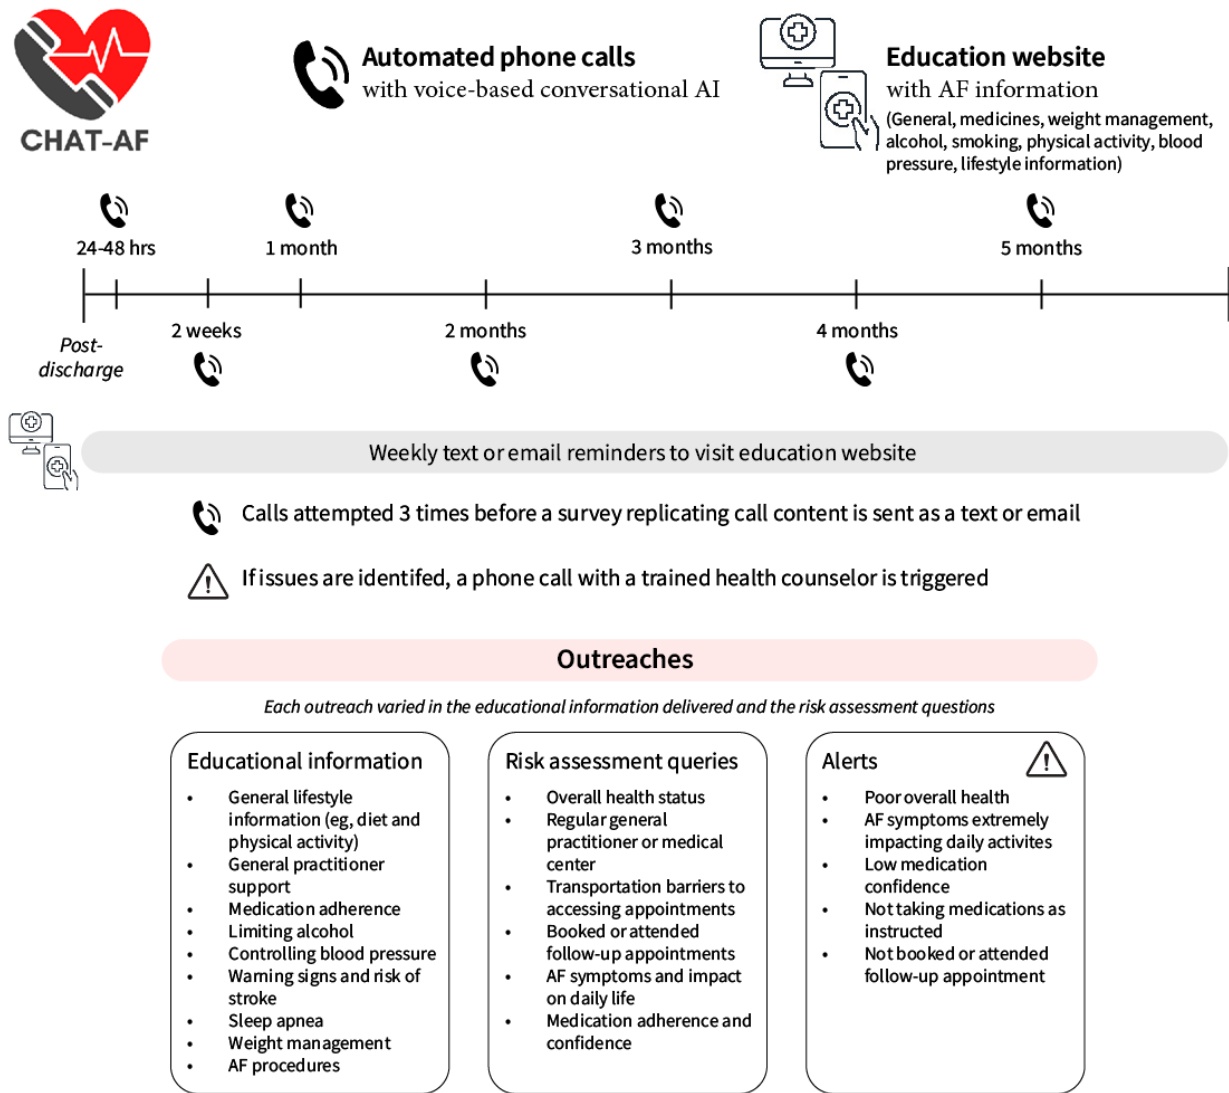 CHAT-AF
Automated phone calls
with voice-based conversational AI
Education website
with AF information
(General, medicines, weight management,
alcohol, smoking, physical activity, blood
pressure, lifestyle information)
24-48 hrs
1 month
3 months
5 months
Post-
discharge
2 weeks
2 months
4 months
Weekly text or email reminders to visit education website
Calls attempted 3 times before a survey replicating call content is sent as a text or email
If issues are identifed, a phone call with a trained health counselor is triggered
Outreaches
Each outreach varied in the educational information delivered and the risk assessment questions
Educational information
• General lifestyle
information (eg, diet and
physical activity)
• General practitioner
support
• Medication adherence
• Limiting alcohol
• Controlling blood pressure
• Warning signs and risk of
stroke
• Sleep apnea
• Weight management
• AF procedures
Risk assessment queries
• Overall health status
• Regular general
practitioner or medical
center
• Transportation barriers to
accessing appointments
• Booked or attended
follow-up appointments
• AF symptoms and impact
on daily life
• Medication adherence and
confidence
Alerts
• Poor overall health
• AF symptoms extremely
impacting daily activites
• Low medication
confidence
• Not taking medications as
instructed
• Not booked or attended
follow-up appointment